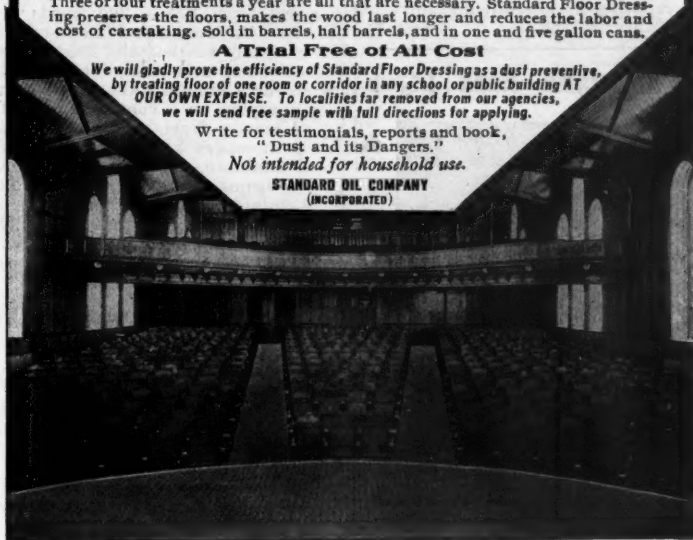 Three or four treatments a year are all that are necessary. Standard Floor Dress-
ing preserves the floors, makes the wood last longer and reduces the labor and
cost of caretaking. Sold in barrels, half barrels, and in one and five gallon cans.
A Trial Free of All Cost
We will gladly prove the efficiency of Standard Floor Dressing as a dust preventive,
by treating floor of one room or corridor in any school or public building AT
OUR OWN EXPENSE. To localities far removed from our agencies,
we will send free sample with full directions for applying.
Write for testimonials, reports and book,
"Dust and its Dangers."
Not intended for household use.
STANDARD OIL COMPANY
(INCORPORATED)